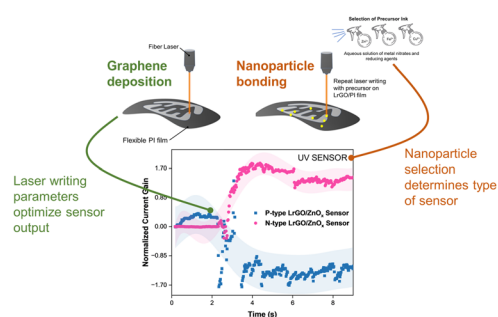 Selection of Precursor Ink
Fiber Laser
Graphene
deposition
Nanoparticle
bonding
Aqueous solution of metal nitrates and
reducing agents
Repeat laser writing
with precursor on
LrGO/PI film
Flexible PI film
Laser writing
parameters
optimize sensor
output
Nanoparticle
selection
determines type
of sensor
UV SENSOR
Normalized Current Gain
1.70
0.85
0.00
-0.85
-1.70
P-type LrGO/ZnOₓ Sensor
N-type LrGO/ZnOₓ Sensor
0
2
4
6
8
Time (s)